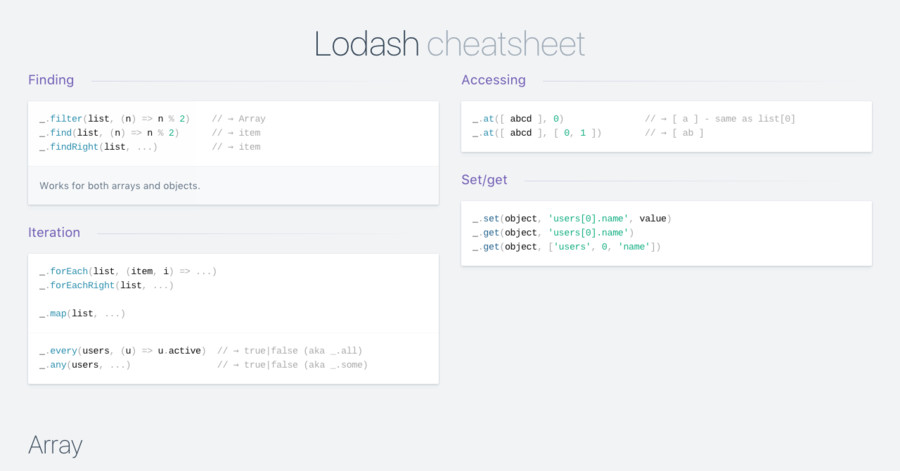 Lodash cheatsheet
Finding
_.filter(list, (n) => n % 2)    // → Array
_.find(list, (n) => n % 2)      // → item
_.findRight(list, ...)          // → item
Works for both arrays and objects.
Iteration
_.forEach(list, (item, i) => ...)
_.forEachRight(list, ...)
_.map(list, ...)
_.every(users, (u) => u.active)  // → true|false (aka _.all)
_.any(users, ...)                // → true|false (aka _.some)
Accessing
_.at([ abcd ], 0)               // → [ a ] - same as list[0]
_.at([ abcd ], [ 0, 1 ])        // → [ ab ]
Set/get
_.set(object, 'users[0].name', value)
_.get(object, 'users[0].name')
_.get(object, ['users', 0, 'name'])
Array